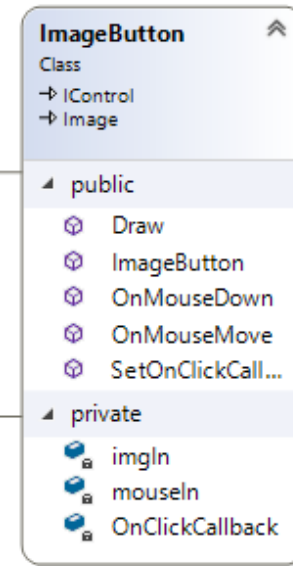 ImageButton
Class
IControl
Image
public
Draw
ImageButton
OnMouseDown
OnMouseMove
SetOnClickCall...
private
imgIn
mouseIn
OnClickCallback